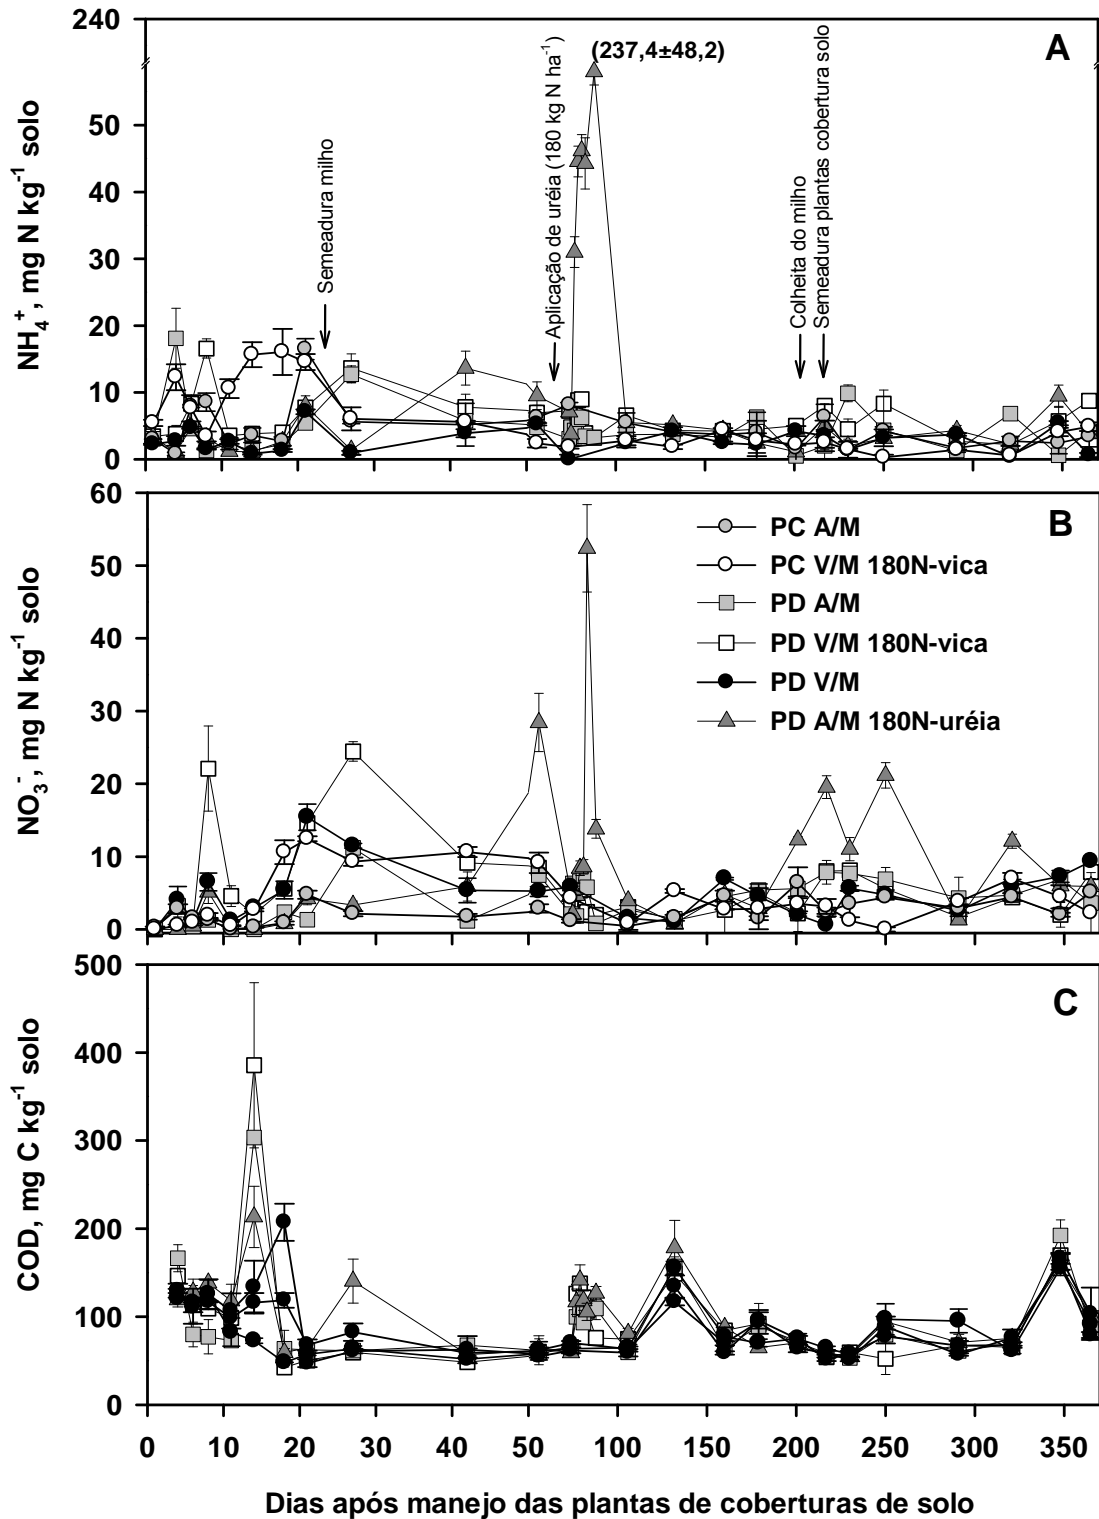 240
(237,4±48,2)
A
50
40
30
20
10
0
NH₄⁺, mg N kg⁻¹ solo
Semeadura milho
Aplicação de uréia (180 kg N ha⁻¹)
Colheita do milho
Semeadura plantas cobertura solo
60
50
40
30
20
10
0
NO₃⁻, mg N kg⁻¹ solo
B
PC A/M
PC V/M 180N-vica
PD A/M
PD V/M 180N-vica
PD V/M
PD A/M 180N-uréia
500
400
300
200
100
0
COD, mg C kg⁻¹ solo
C
0 10 20 30 40 50 100 150 200 250 300 350
Dias após manejo das plantas de coberturas de solo